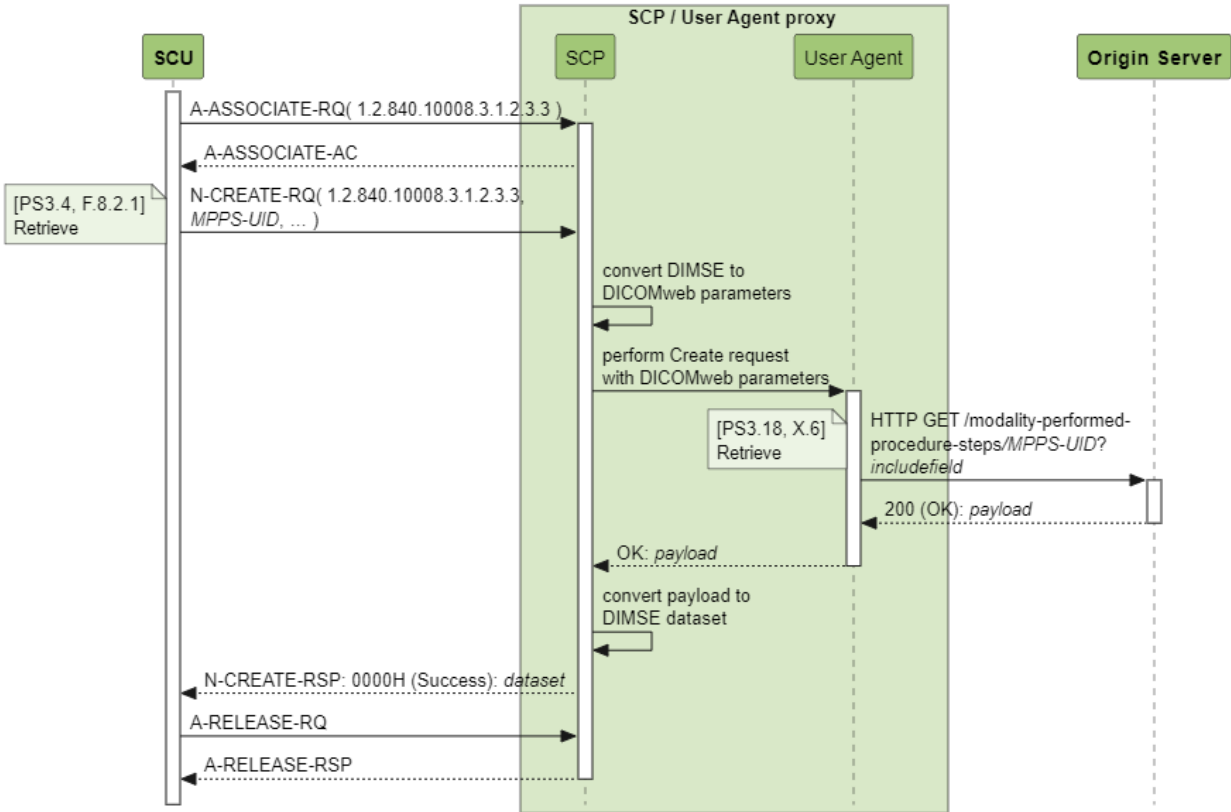 SCP / User Agent proxy
SCU
SCP
User Agent
Origin Server
A-ASSOCIATE-RQ( 1.2.840.10008.3.1.2.3.3 )
A-ASSOCIATE-AC
[PS3.4, F.8.2.1]
Retrieve
N-CREATE-RQ( 1.2.840.10008.3.1.2.3.3,
MPPS-UID, ... )
convert DIMSE to
DICOMweb parameters
perform Create request
with DICOMweb parameters
[PS3.18, X.6]
Retrieve
HTTP GET /modality-performed-
procedure-steps/MPPS-UID?
includefield
200 (OK): payload
OK: payload
convert payload to
DIMSE dataset
N-CREATE-RSP: 0000H (Success): dataset
A-RELEASE-RQ
A-RELEASE-RSP